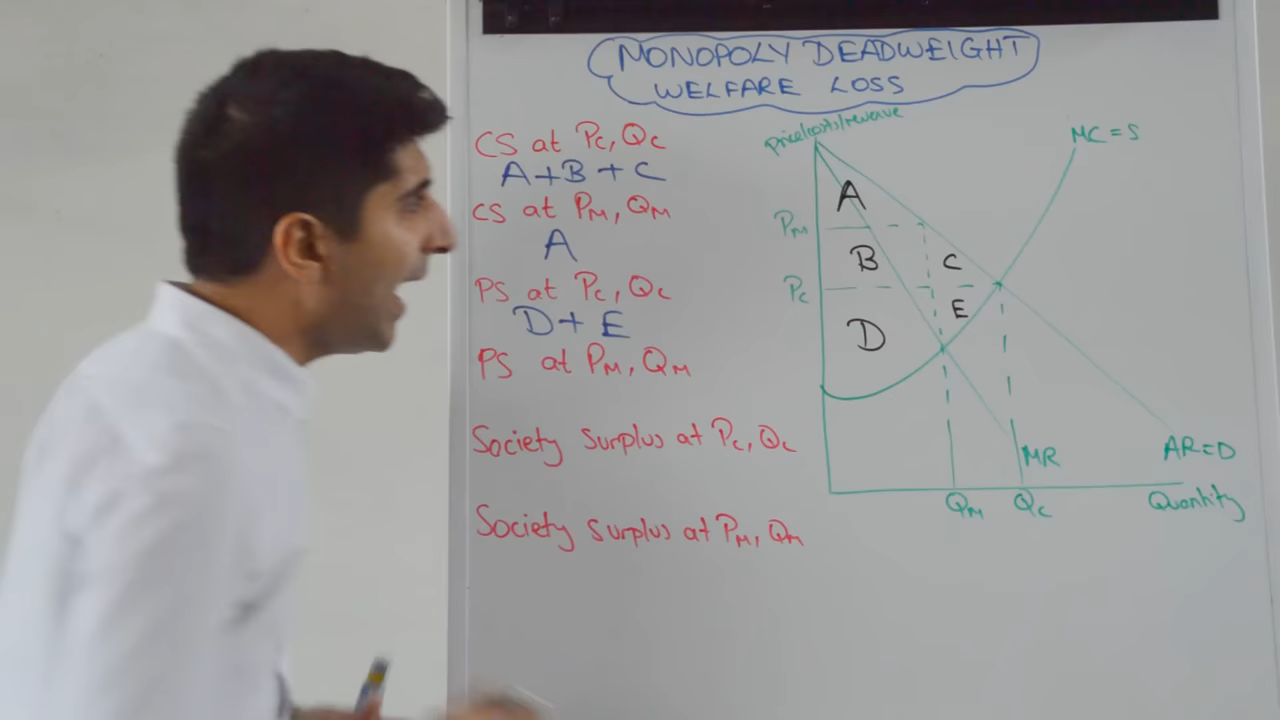 MONOPOLY DEADWEIGHT
WELFARE LOSS
CS at Pc, Qc
A+B+C
CS at PM, QM
A
PS at Pc, Qc
D+E
PS at PM, QM
Society surplus at Pc, Qc
Society surplus at PM, QM
price/costs/revenue
MC=S
A
PM
B
C
Pc
E
D
MR
AR=D
QM
Qc
Quantity